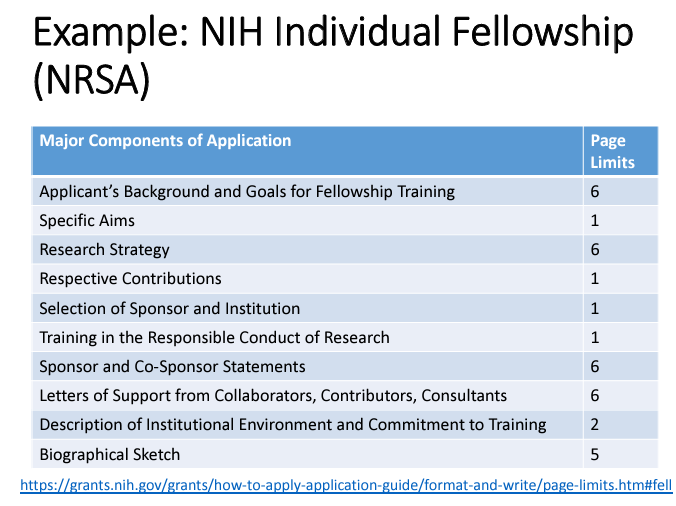 Example: NIH Individual Fellowship
(NRSA)
Major Components of Application Page
Limits
Applicant’s Background and Goals for Fellowship Training 6
Specific Aims 1
Research Strategy 6
Respective Contributions 1
Selection of Sponsor and Institution 1
Training in the Responsible Conduct of Research 1
Sponsor and Co-Sponsor Statements 6
Letters of Support from Collaborators, Contributors, Consultants 6
Description of Institutional Environment and Commitment to Training 2
Biographical Sketch 5
https://grants.nih.gov/grants/how-to-apply-application-guide/format-and-write/page-limits.htm#fell